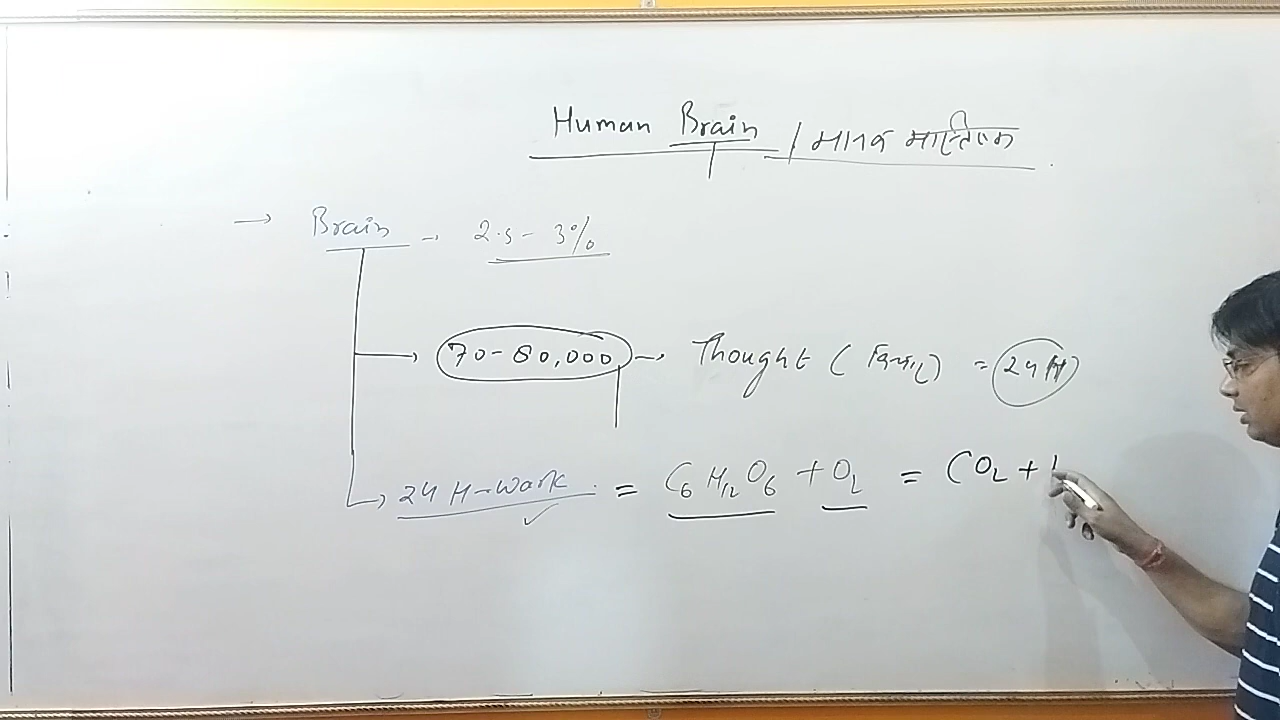 Human Brain / मानव मस्तिष्क
→ Brain → 2.5 - 3%
70-80,000 → Thought (विचार) = 24 H
24 H-Work = C6H12O6 + O2 = CO2 +